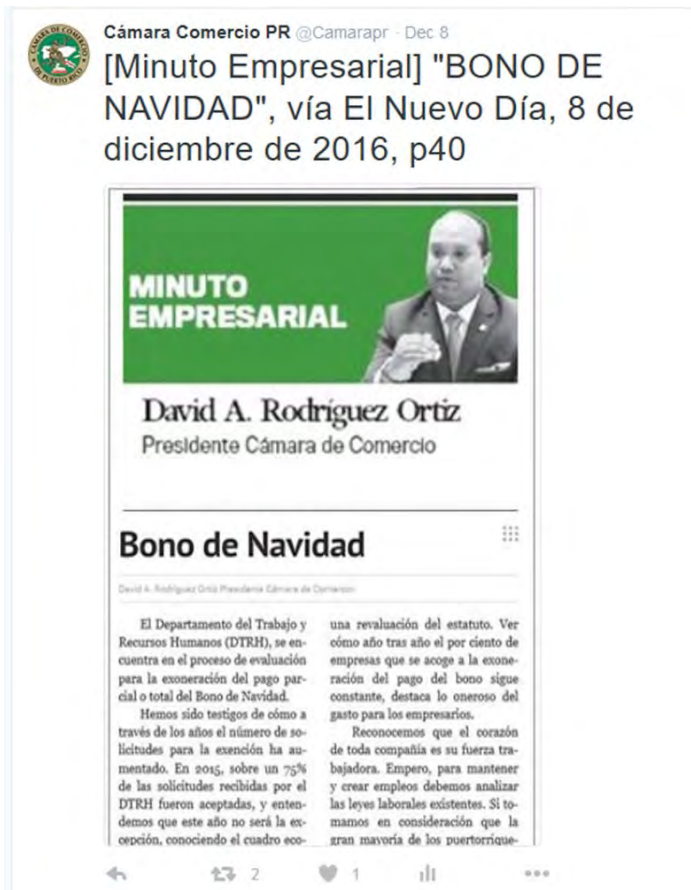 Cámara Comercio PR @Camarapr · Dec 8
[Minuto Empresarial] "BONO DE
NAVIDAD", vía El Nuevo Día, 8 de
diciembre de 2016, p40
CÁMARA DE COMERCIO
DE PUERTO RICO
MINUTO
EMPRESARIAL
David A. Rodríguez Ortiz
Presidente Cámara de Comercio
Bono de Navidad
David A. Rodríguez Ortiz Presidente Cámara de Comercio
El Departamento del Trabajo y
Recursos Humanos (DTRH), se en-
cuentra en el proceso de evaluación
para la exoneración del pago par-
cial o total del Bono de Navidad.
Hemos sido testigos de cómo a
través de los años el número de so-
licitudes para la exención ha au-
mentado. En 2015, sobre un 75%
de las solicitudes recibidas por el
DTRH fueron aceptadas, y enten-
demos que este año no será la ex-
cepción, conociendo el cuadro eco-
una revaluación del estatuto. Ver
cómo año tras año el por ciento de
empresas que se acoge a la exone-
ración del pago del bono sigue
constante, destaca lo oneroso del
gasto para los empresarios.
Reconocemos que el corazón
de toda compañía es su fuerza tra-
bajadora. Empero, para mantener
y crear empleos debemos analizar
las leyes laborales existentes. Si to-
mamos en consideración que la
gran mayoría de los puertorrique-
2
1